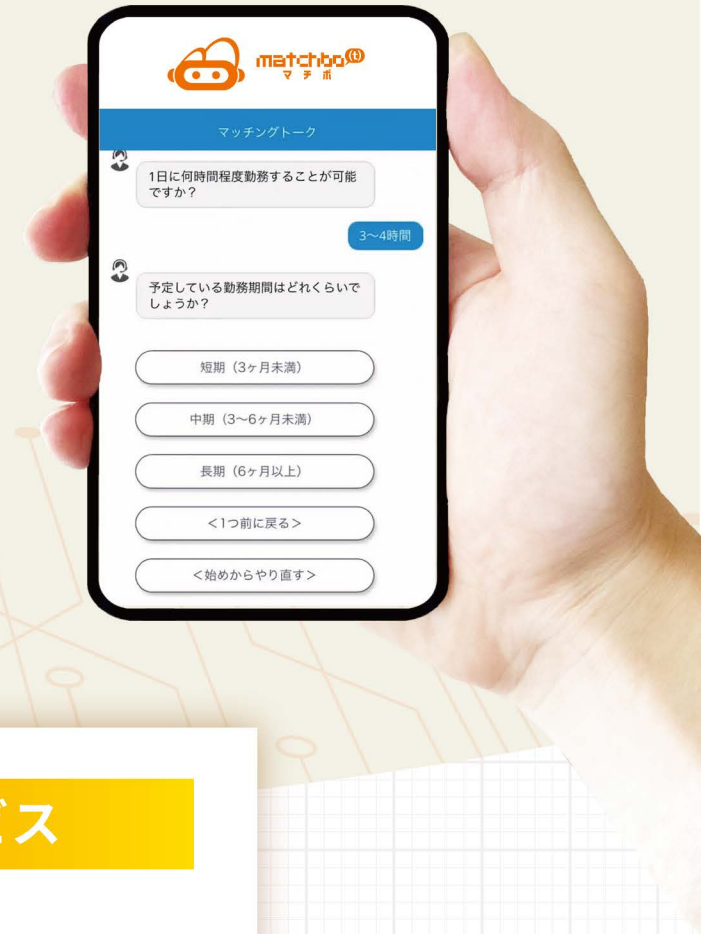 matchbo(t)
マチボ
マッチングトーク
1日に何時間程度勤務することが可能
ですか？
3〜4時間
予定している勤務期間はどれくらいで
しょうか？
短期（3ヶ月未満）
中期（3〜6ヶ月未満）
長期（6ヶ月以上）
＜1つ前に戻る＞
＜始めからやり直す＞
ビス